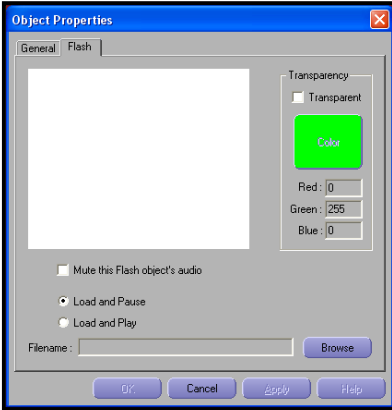 Object Properties
General Flash
Transparency
Transparent
Color
Red : 0
Green : 255
Blue : 0
Mute this Flash object's audio
Load and Pause
Load and Play
Filename : Browse
OK Cancel Apply Help